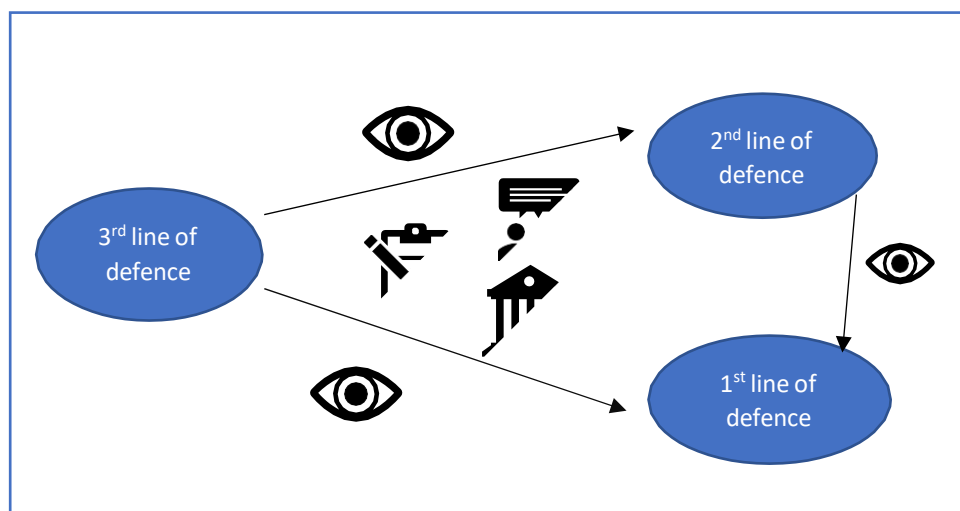 2nd line of
defence
3rd line of
defence
1st line of
defence